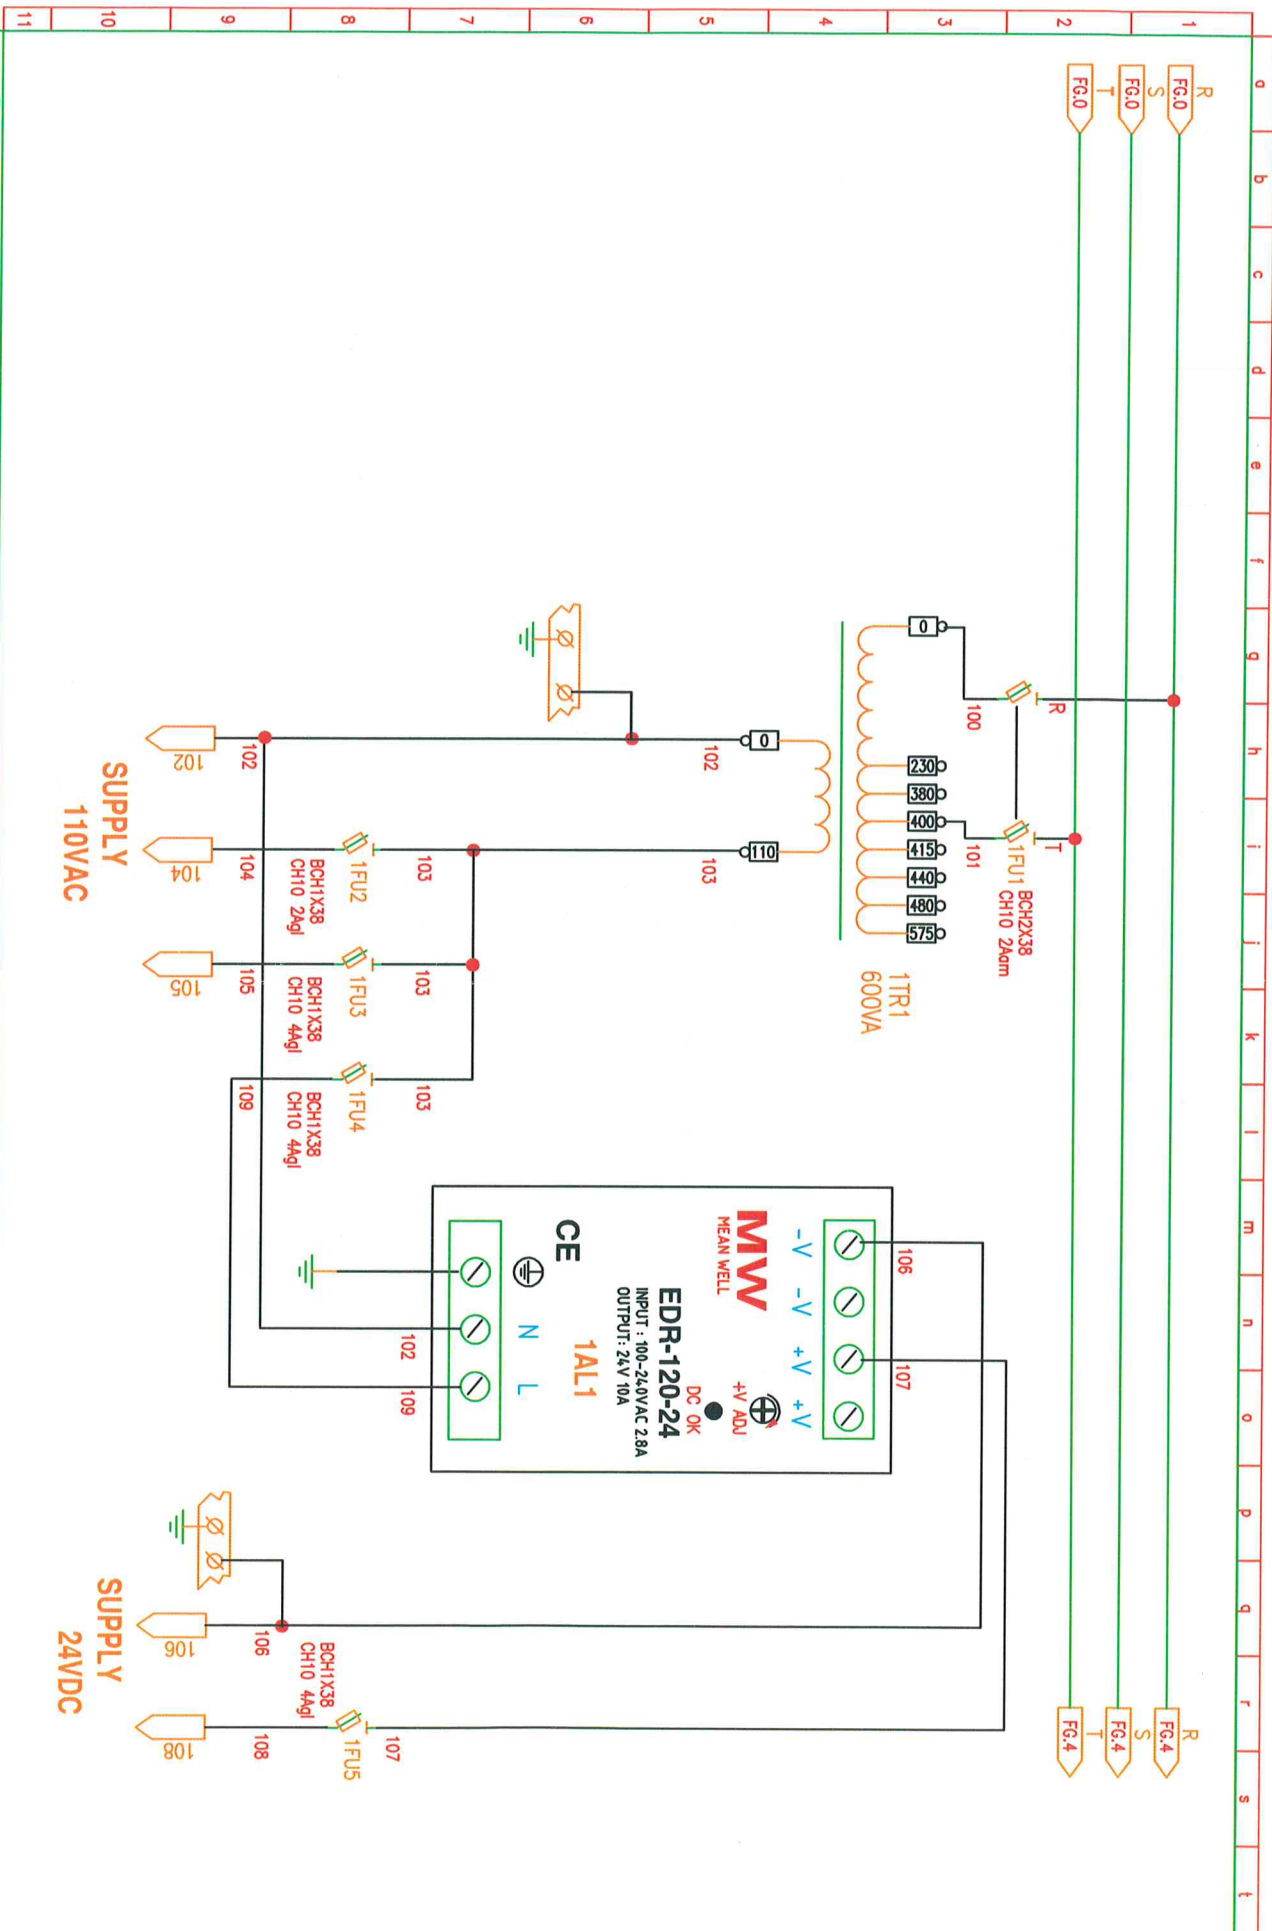 a b c d e f g h i j k l m n o p q r s t
1
2
3
4
5
6
7
8
9
10
11
R
FG.0
S
FG.0
T
FG.0
R
FG.4
S
FG.4
T
FG.4
R
T
1FU1
BCH2X38
CH10 2Aam
100
101
0
230
380
400
415
440
480
575
1TR1
600VA
0
110
102
103
103
103
103
1FU2
BCH1X38
CH10 2Agl
1FU3
BCH1X38
CH10 4Agl
1FU4
BCH1X38
CH10 4Agl
102
104
105
109
102
104
105
SUPPLY
110VAC
106
107
-V
-V
+V
+V
MW
MEAN WELL
+V ADJ
DC OK
EDR-120-24
INPUT : 100-240VAC 2.8A
OUTPUT: 24V 10A
1AL1
CE
N
L
102
109
107
1FU5
BCH1X38
CH10 4Agl
106
108
106
108
SUPPLY
24VDC